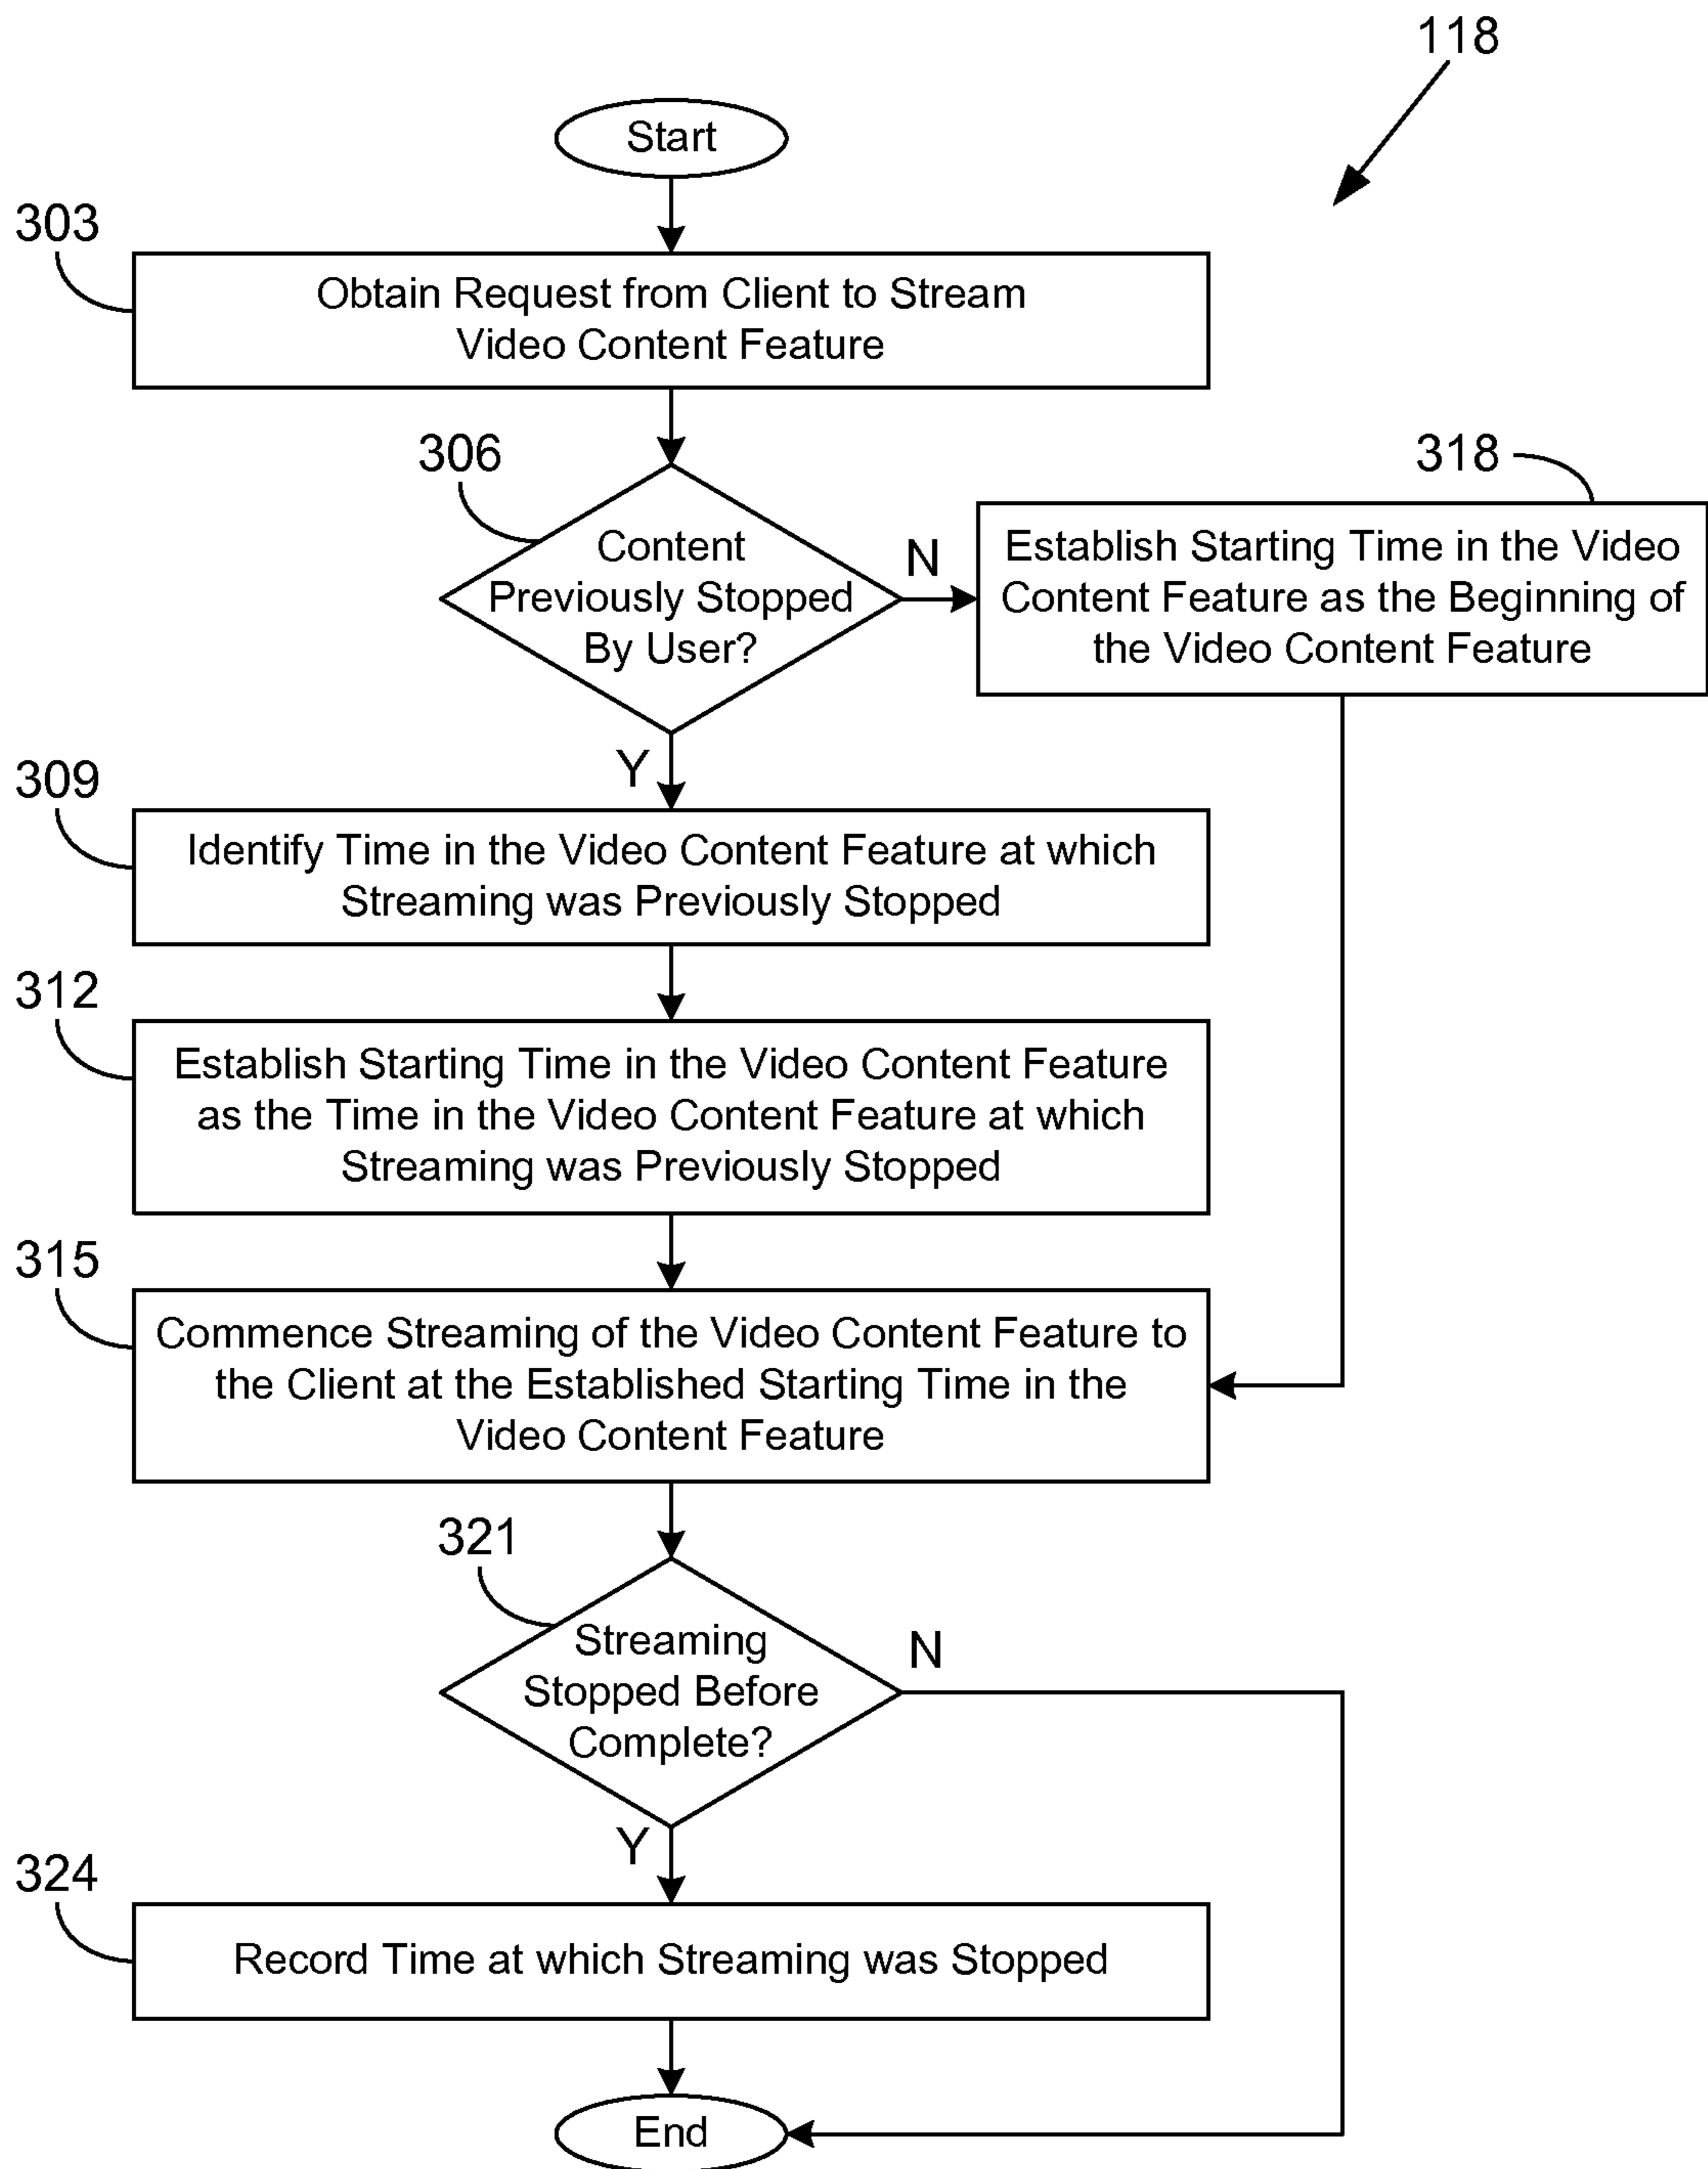 118
Start
303
Obtain Request from Client to Stream
Video Content Feature
306
Content
Previously Stopped
By User?
N
318
Establish Starting Time in the Video
Content Feature as the Beginning of
the Video Content Feature
Y
309
Identify Time in the Video Content Feature at which
Streaming was Previously Stopped
312
Establish Starting Time in the Video Content Feature
as the Time in the Video Content Feature at which
Streaming was Previously Stopped
315
Commence Streaming of the Video Content Feature to
the Client at the Established Starting Time in the
Video Content Feature
321
Streaming
Stopped Before
Complete?
N
Y
324
Record Time at which Streaming was Stopped
End